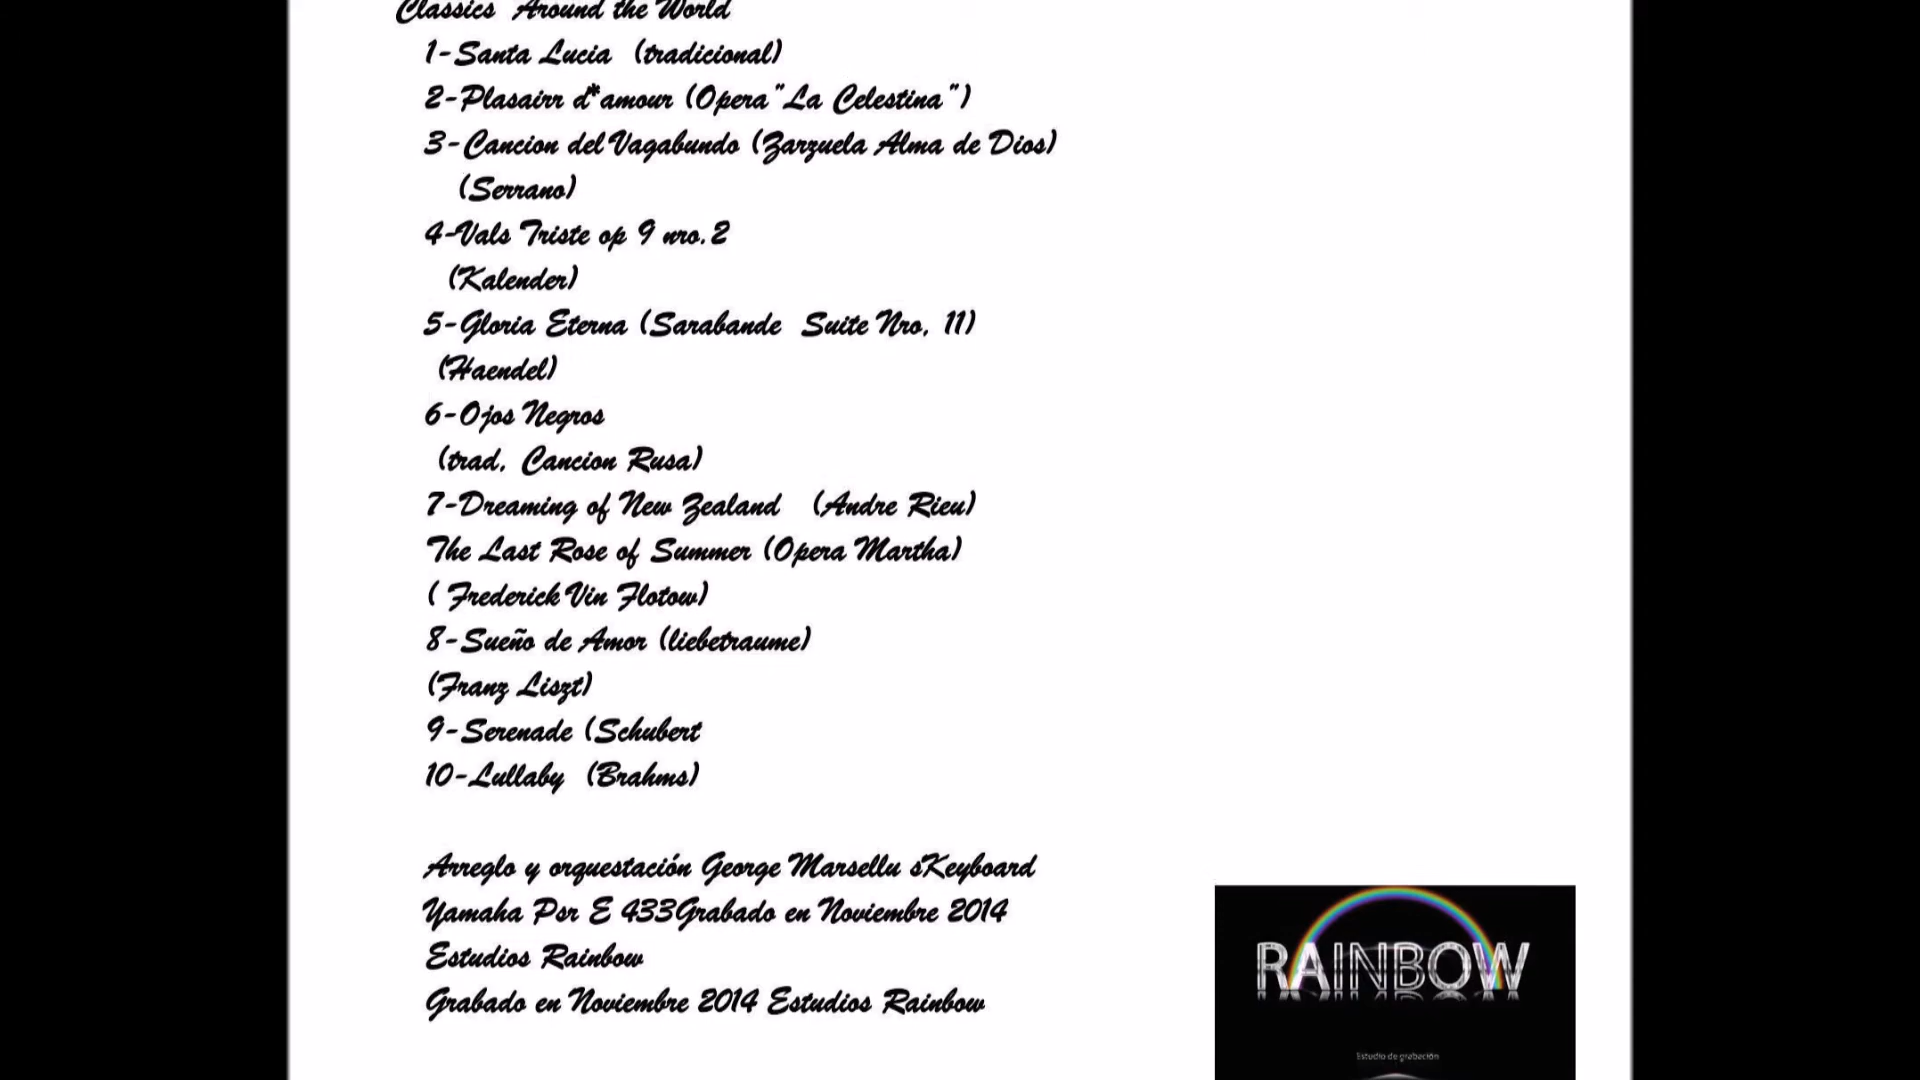 Classics Around the World
1-Santa Lucia (tradicional)
2-Plasairr d*amour (Opera"La Celestina")
3-Cancion del Vagabundo (Zarzuela Alma de Dios)
(Serrano)
4-Vals Triste op 9 nro.2
(Kalender)
5-Gloria Eterna (Sarabande Suite Nro, 11)
(Haendel)
6-Ojos Negros
(trad, Cancion Rusa)
7-Dreaming of New Zealand (Andre Rieu)
The Last Rose of Summer (Opera Martha)
( Frederick Vin Flotow)
8-Sueño de Amor (liebetraume)
(Franz Liszt)
9-Serenade (Schubert
10-Lullaby (Brahms)
Arreglo y orquestación George Marsellu sKeyboard
Yamaha Psr E 433Grabado en Noviembre 2014
Estudios Rainbow
Grabado en Noviembre 2014 Estudios Rainbow
RAINBOW
Estudio de grabación